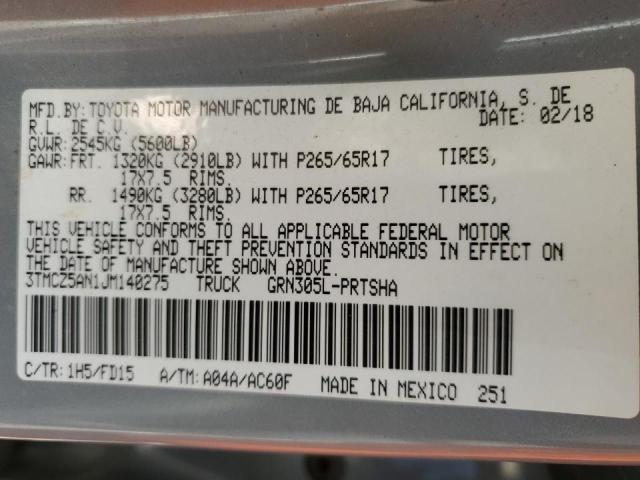 MFD.BY:TOYOTA MOTOR MANUFACTURING DE BAJA CALIFORNIA, S. DE
R.L. DE C.V. DATE: 02/18
GVWR:2545KG (5600LB)
GAWR:FRT. 1320KG (2910LB) WITH P265/65R17 TIRES,
17X7.5 RIMS.
RR. 1490KG (3280LB) WITH P265/65R17 TIRES,
17X7.5 RIMS.
THIS VEHICLE CONFORMS TO ALL APPLICABLE FEDERAL MOTOR
VEHICLE SAFETY AND THEFT PREVENTION STANDARDS IN EFFECT ON
THE DATE OF MANUFACTURE SHOWN ABOVE.
3TMCZ5AN1JM140275 TRUCK GRN305L-PRTSHA
C/TR:1H5/FD15 A/TM:A04A/AC60F MADE IN MEXICO 251